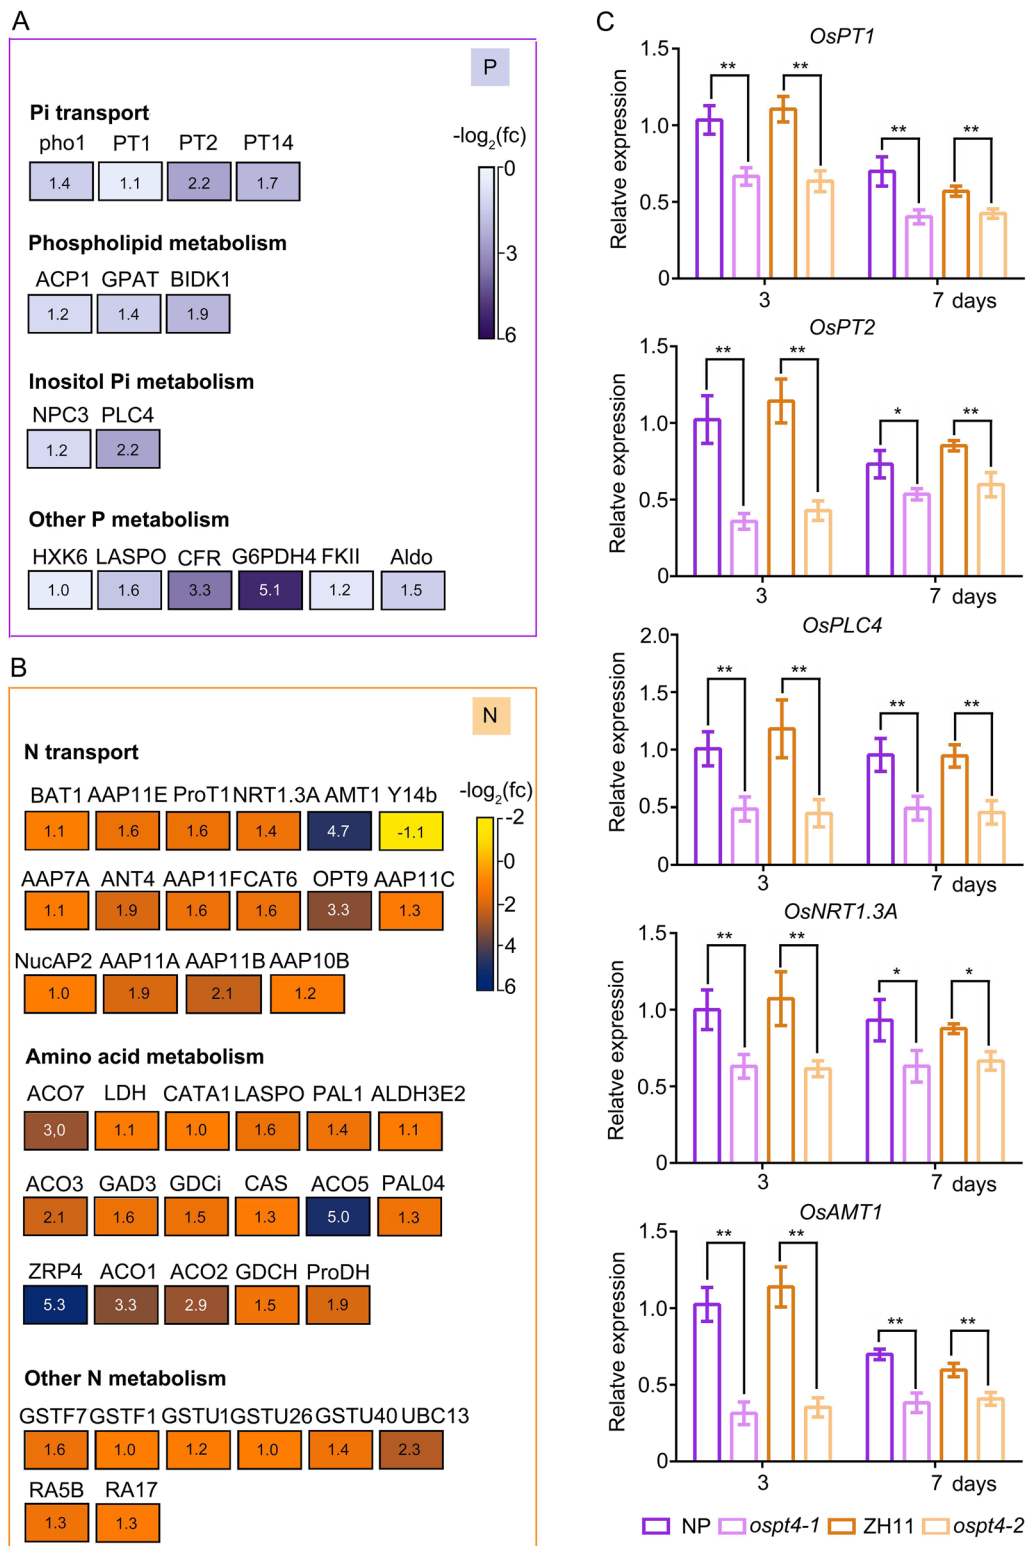 A
P
Pi transport
pho1 PT1 PT2 PT14
1.4 1.1 2.2 1.7
Phospholipid metabolism
ACP1 GPAT BIDK1
1.2 1.4 1.9
Inositol Pi metabolism
NPC3 PLC4
1.2 2.2
Other P metabolism
HXK6 LASPO CFR G6PDH4 FKII Aldo
1.0 1.6 3.3 5.1 1.2 1.5
-log2(fc)
0
3
6
B
N
N transport
BAT1 AAP11E ProT1 NRT1.3A AMT1 Y14b
1.1 1.6 1.6 1.4 4.7 -1.1
AAP7A ANT4 AAP11F CAT6 OPT9 AAP11C
1.1 1.9 1.6 1.6 3.3 1.3
NucAP2 AAP11A AAP11B AAP10B
1.0 1.9 2.1 1.2
-log2(fc)
-2
0
2
4
6
Amino acid metabolism
ACO7 LDH CATA1 LASPO PAL1 ALDH3E2
3,0 1.1 1.0 1.6 1.4 1.1
ACO3 GAD3 GDCi CAS ACO5 PAL04
2.1 1.6 1.5 1.3 5.0 1.3
ZRP4 ACO1 ACO2 GDCH ProDH
5.3 3.3 2.9 1.5 1.9
Other N metabolism
GSTF7 GSTF1 GSTU1 GSTU26 GSTU40 UBC13
1.6 1.0 1.2 1.0 1.4 2.3
RA5B RA17
1.3 1.3
C
OsPT1
Relatve expression
1.5
1.0
0.5
0
** ** ** **
3 7 days
OsPT2
Relatve expression
1.5
1.0
0.5
0
** ** * **
3 7 days
OsPLC4
Relatve expression
2.0
1.5
1.0
0.5
0
** ** ** **
3 7 days
OsNRT1.3A
Relatve expression
1.5
1.0
0.5
0
** ** * *
3 7 days
OsAMT1
Relatve expression
1.5
1.0
0.5
0
** ** ** **
3 7 days
NP ospt4-1 ZH11 ospt4-2